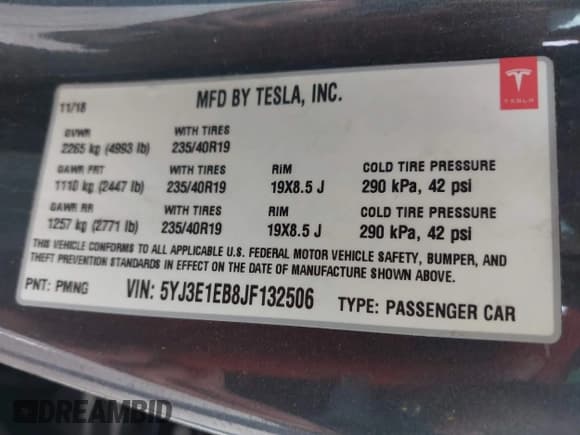 11/18 MFD BY TESLA, INC.
TESLA
GVWR WITH TIRES
2265 kg (4993 lb) 235/40R19
GAWR FRT WITH TIRES RIM COLD TIRE PRESSURE
1110 kg (2447 lb) 235/40R19 19X8.5 J 290 kPa, 42 psi
GAWR RR WITH TIRES RIM COLD TIRE PRESSURE
1257 kg (2771 lb) 235/40R19 19X8.5 J 290 kPa, 42 psi
THIS VEHICLE CONFORMS TO ALL APPLICABLE U.S. FEDERAL MOTOR VEHICLE SAFETY, BUMPER, AND
THEFT PREVENTION STANDARDS IN EFFECT ON THE DATE OF MANUFACTURE SHOWN ABOVE.
PNT: PMNG VIN: 5YJ3E1EB8JF132506 TYPE: PASSENGER CAR
DREAMBID